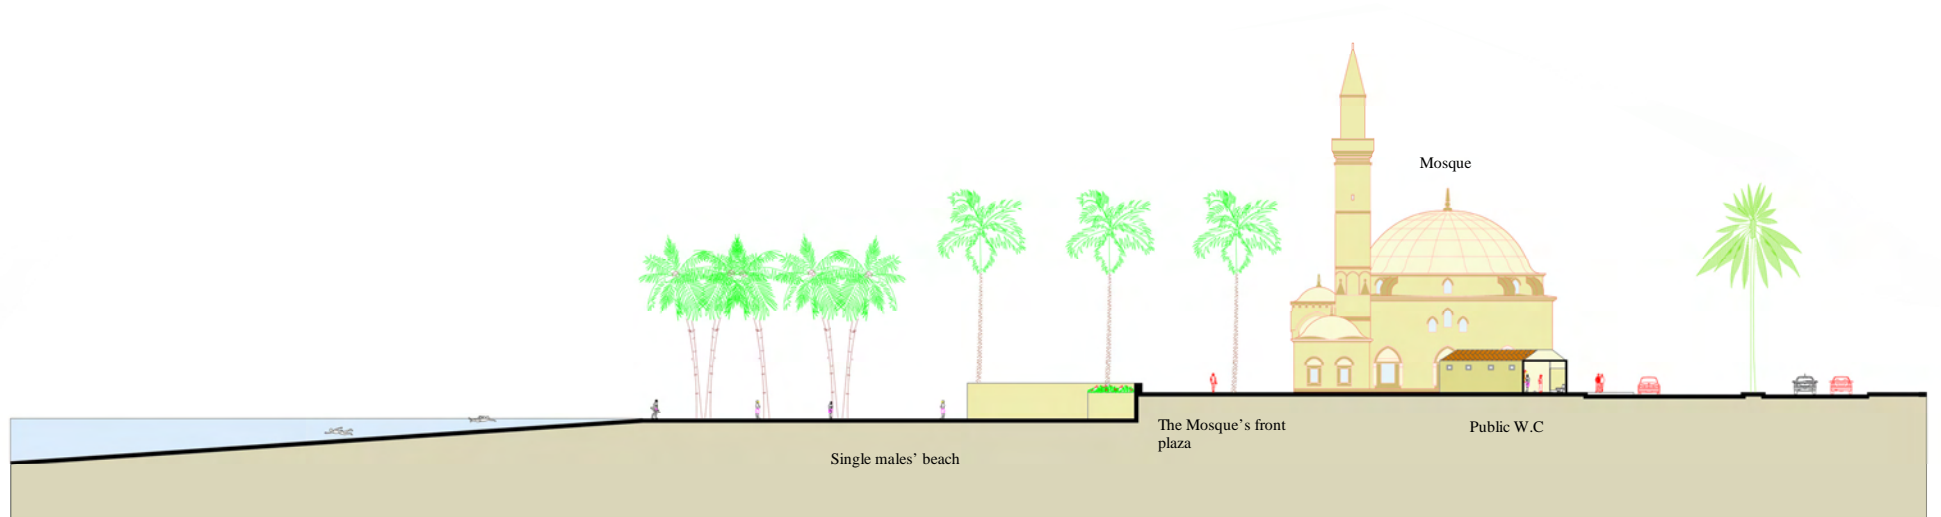 Mosque
The Mosque’s front
plaza
Public W.C
Single males’ beach